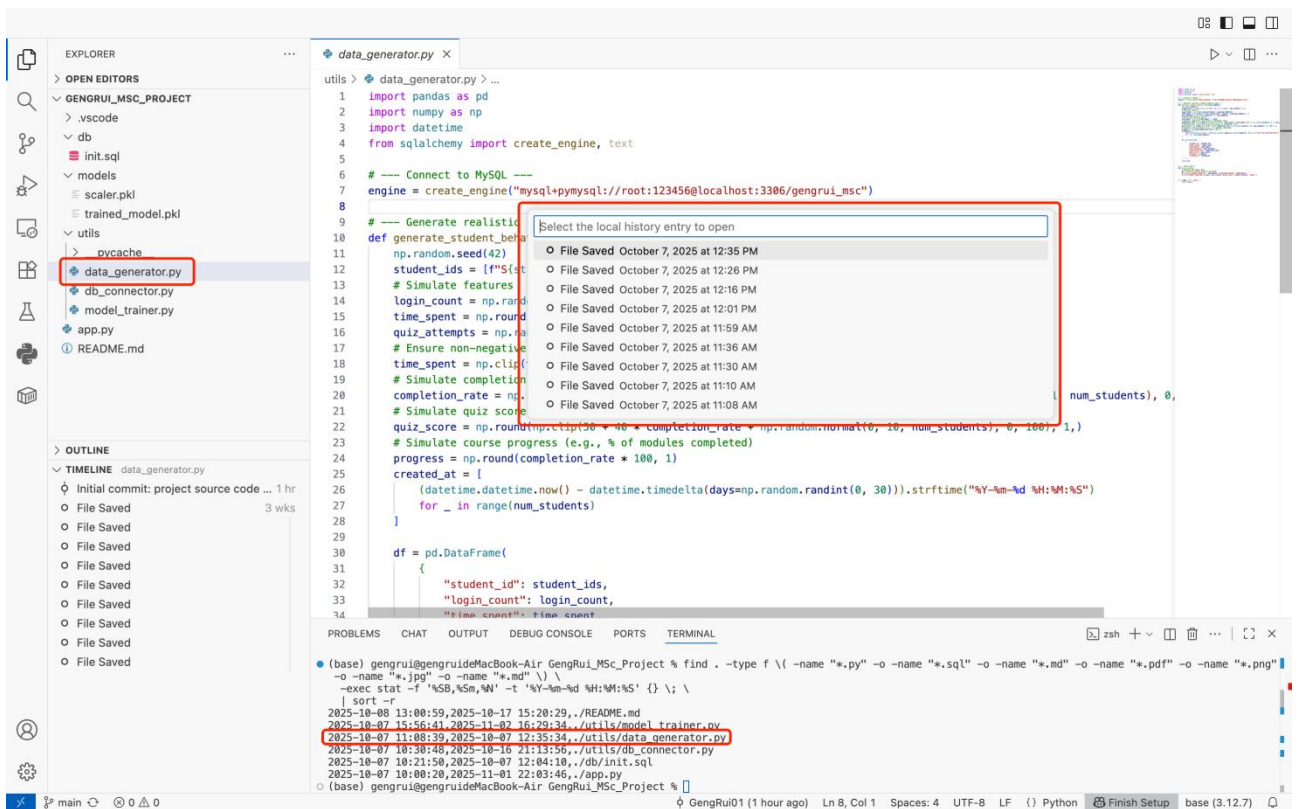 EXPLORER
OPEN EDITORS
GENGRUI_MSC_PROJECT
.vscode
db
init.sql
models
scaler.pkl
trained_model.pkl
utils
__pycache__
data_generator.py
db_connector.py
model_trainer.py
app.py
README.md
OUTLINE
TIMELINE data_generator.py
Initial commit: project source code ... 1 hr
File Saved 3 wks
File Saved
File Saved
File Saved
File Saved
File Saved
File Saved
File Saved
File Saved
data_generator.py
utils > data_generator.py > ...
1 import pandas as pd
2 import numpy as np
3 import datetime
4 from sqlalchemy import create_engine, text
5
6 # --- Connect to MySQL ---
7 engine = create_engine("mysql+pymysql://root:123456@localhost:3306/gengrui_msc")
8
9 # --- Generate realistic
10 def generate_student_beha
11 np.random.seed(42)
12 student_ids = [f"S{st
13 # Simulate features
14 login_count = np.rand
15 time_spent = np.round
16 quiz_attempts = np.ra
17 # Ensure non-negative
18 time_spent = np.clip(
19 # Simulate completion
20 completion_rate = np. num_students), 0,
21 # Simulate quiz score
22 quiz_score = np.round(np.clip(50 + 40 * completion_rate + np.random.normal(0, 10, num_students), 0, 100), 1,)
23 # Simulate course progress (e.g., % of modules completed)
24 progress = np.round(completion_rate * 100, 1)
25 created_at = [
26 (datetime.datetime.now() - datetime.timedelta(days=np.random.randint(0, 30))).strftime("%Y-%m-%d %H:%M:%S")
27 for _ in range(num_students)
28 ]
29
30 df = pd.DataFrame(
31 {
32 "student_id": student_ids,
33 "login_count": login_count,
34 "time_spent": time_spent,
Select the local history entry to open
File Saved October 7, 2025 at 12:35 PM
File Saved October 7, 2025 at 12:26 PM
File Saved October 7, 2025 at 12:16 PM
File Saved October 7, 2025 at 12:01 PM
File Saved October 7, 2025 at 11:59 AM
File Saved October 7, 2025 at 11:36 AM
File Saved October 7, 2025 at 11:30 AM
File Saved October 7, 2025 at 11:10 AM
File Saved October 7, 2025 at 11:08 AM
PROBLEMS CHAT OUTPUT DEBUG CONSOLE PORTS TERMINAL
zsh
(base) gengrui@gengruideMacBook-Air GengRui_MSc_Project % find . -type f \( -name "*.py" -o -name "*.sql" -o -name "*.md" -o -name "*.pdf" -o -name "*.png"
-o -name "*.jpg" -o -name "*.md" \) \
-exec stat -f '%SB,%Sm,%N' -t '%Y-%m-%d %H:%M:%S' {} \; \
| sort -r
2025-10-08 13:00:59,2025-10-17 15:20:29,./README.md
2025-10-07 15:56:41,2025-11-02 16:29:34,./utils/model_trainer.py
2025-10-07 11:08:39,2025-10-07 12:35:34,./utils/data_generator.py
2025-10-07 10:30:48,2025-10-16 21:13:56,./utils/db_connector.py
2025-10-07 10:21:50,2025-10-07 12:04:10,./db/init.sql
2025-10-07 10:00:20,2025-11-01 22:03:46,./app.py
(base) gengrui@gengruideMacBook-Air GengRui_MSc_Project %
main 0 0 GengRui01 (1 hour ago) Ln 8, Col 1 Spaces: 4 UTF-8 LF {} Python Finish Setup base (3.12.7)